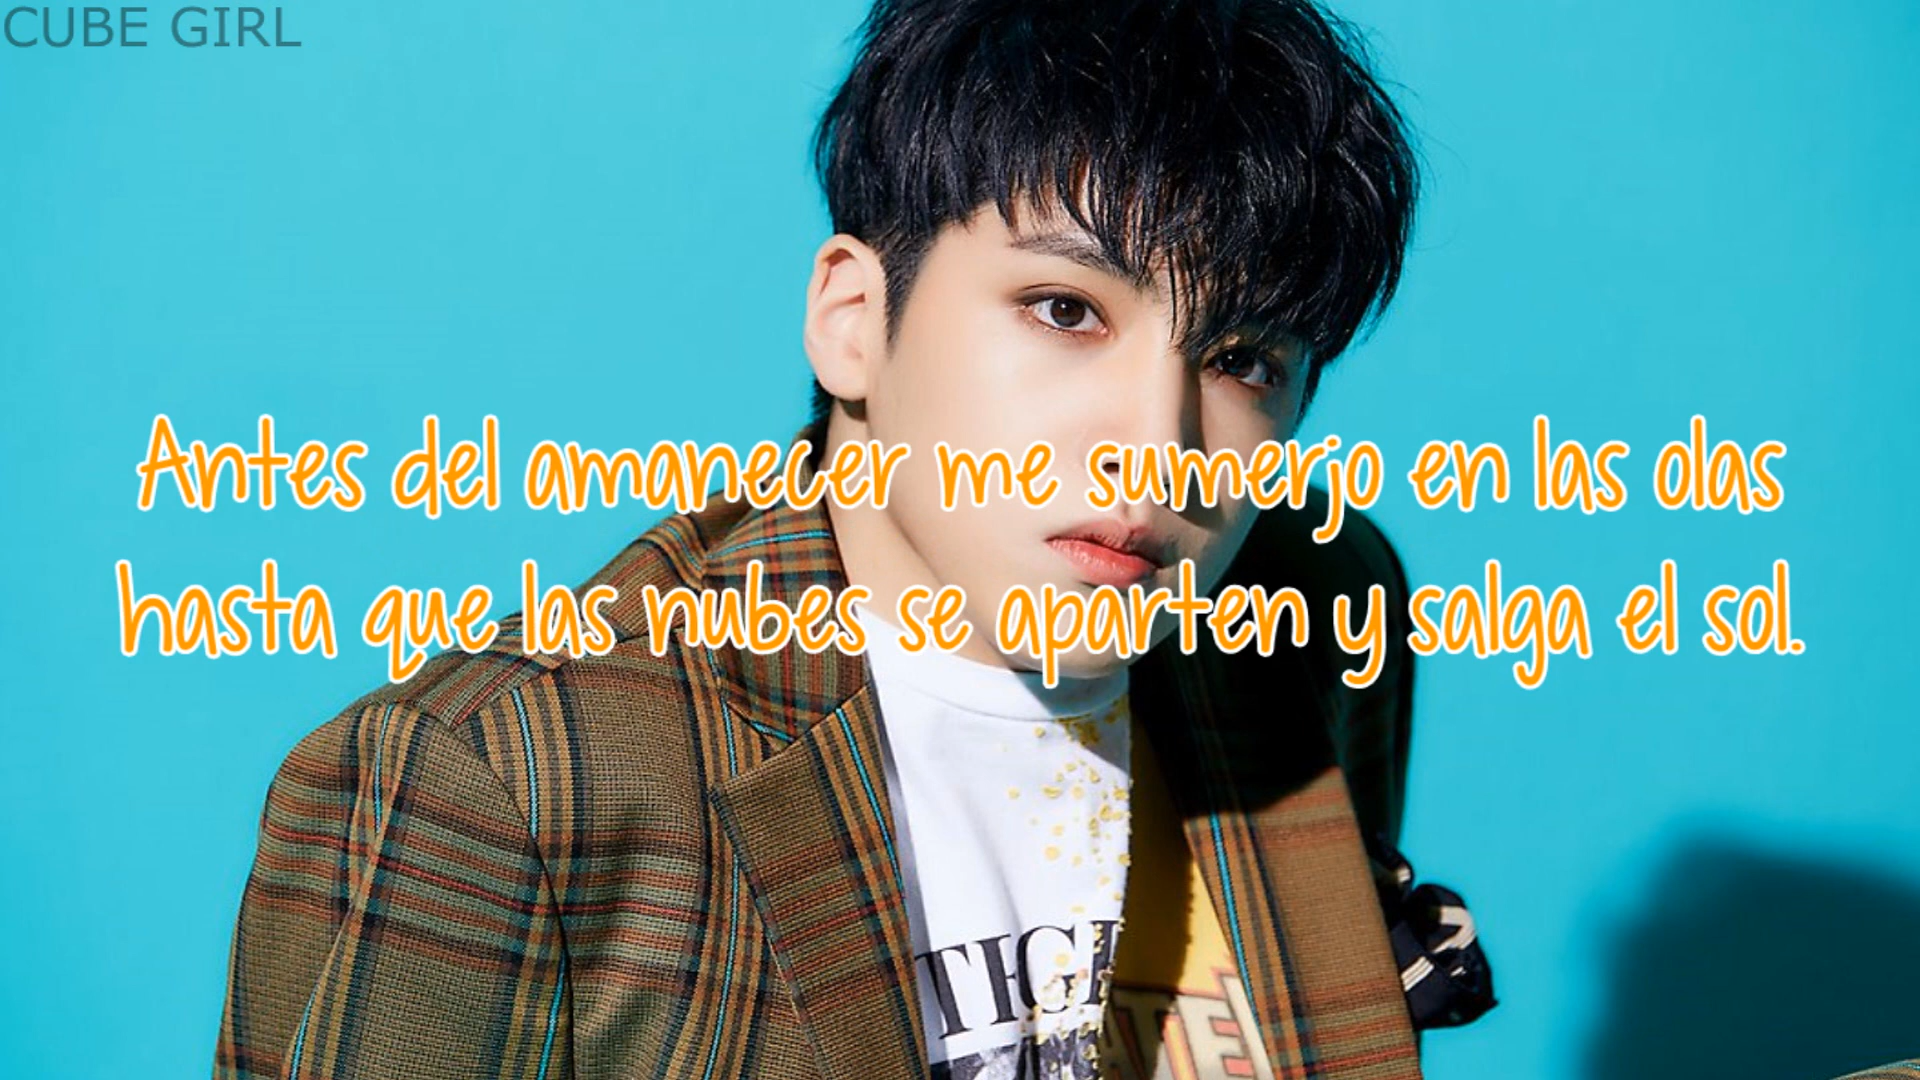 CUBE GIRL
Antes del amanecer me sumerjo en las olas
hasta que las nubes se aparten y salga el sol.